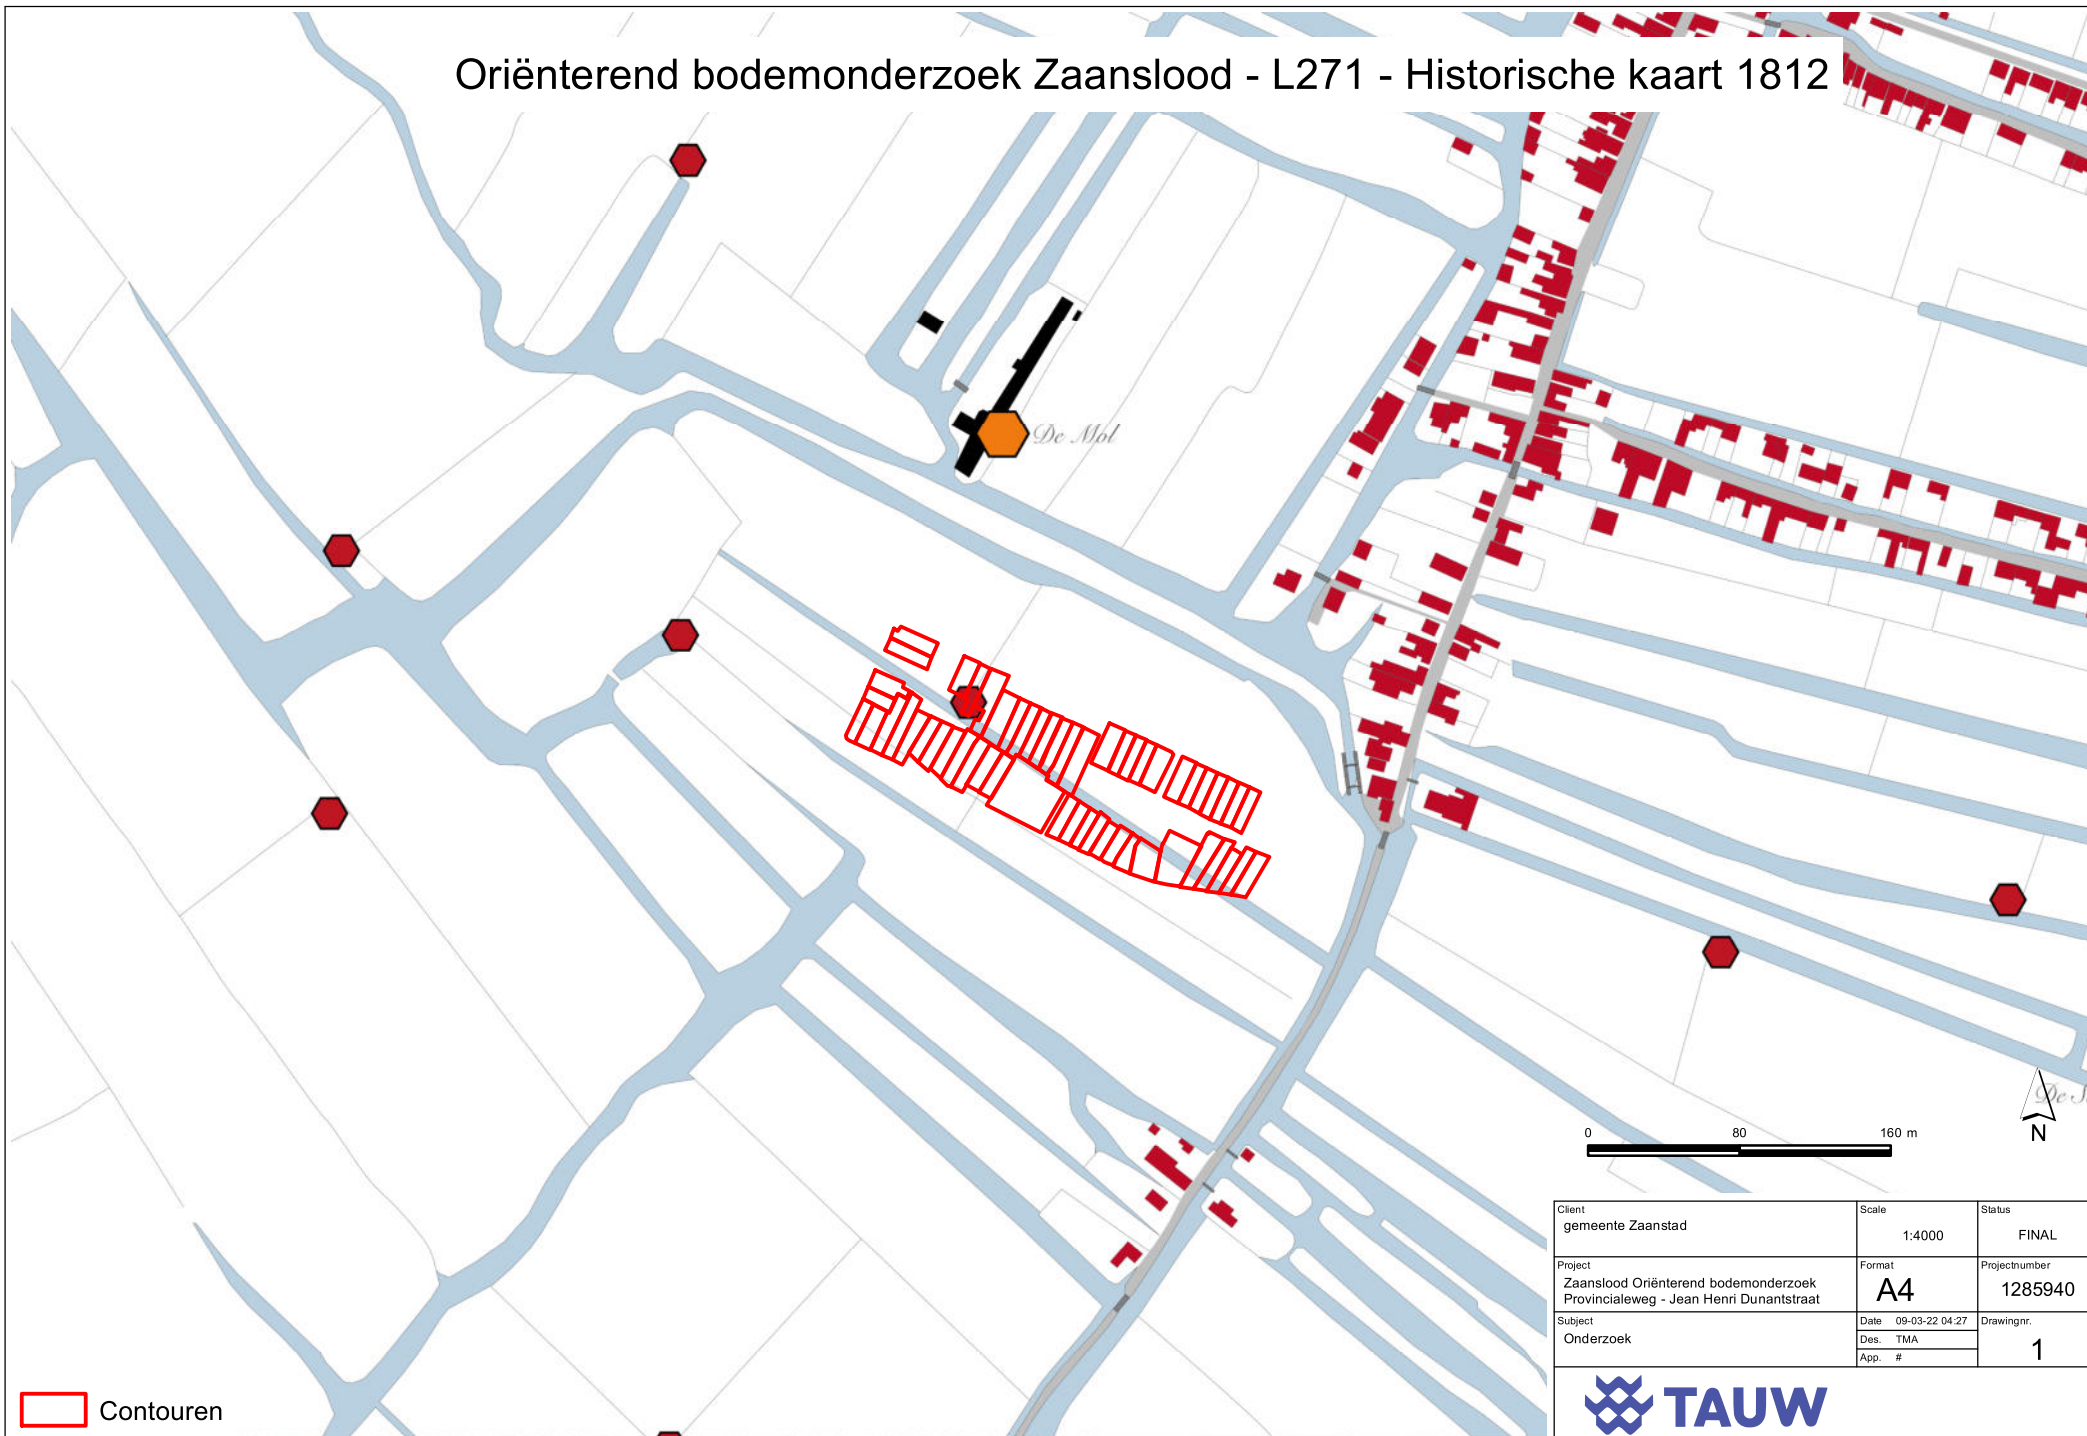 Oriënterend bodemonderzoek Zaanslood - L271 - Historische kaart 1812
De Mol
0 80 160 m
N
Client
gemeente Zaanstad
Scale
1:4000
Status
FINAL
Project
Zaanslood Oriënterend bodemonderzoek
Provincialeweg - Jean Henri Dunantstraat
Format
A4
Projectnumber
1285940
Subject
Onderzoek
Date 09-03-22 04:27
Des. TMA
App. #
Drawingnr.
1
TAUW
Contouren